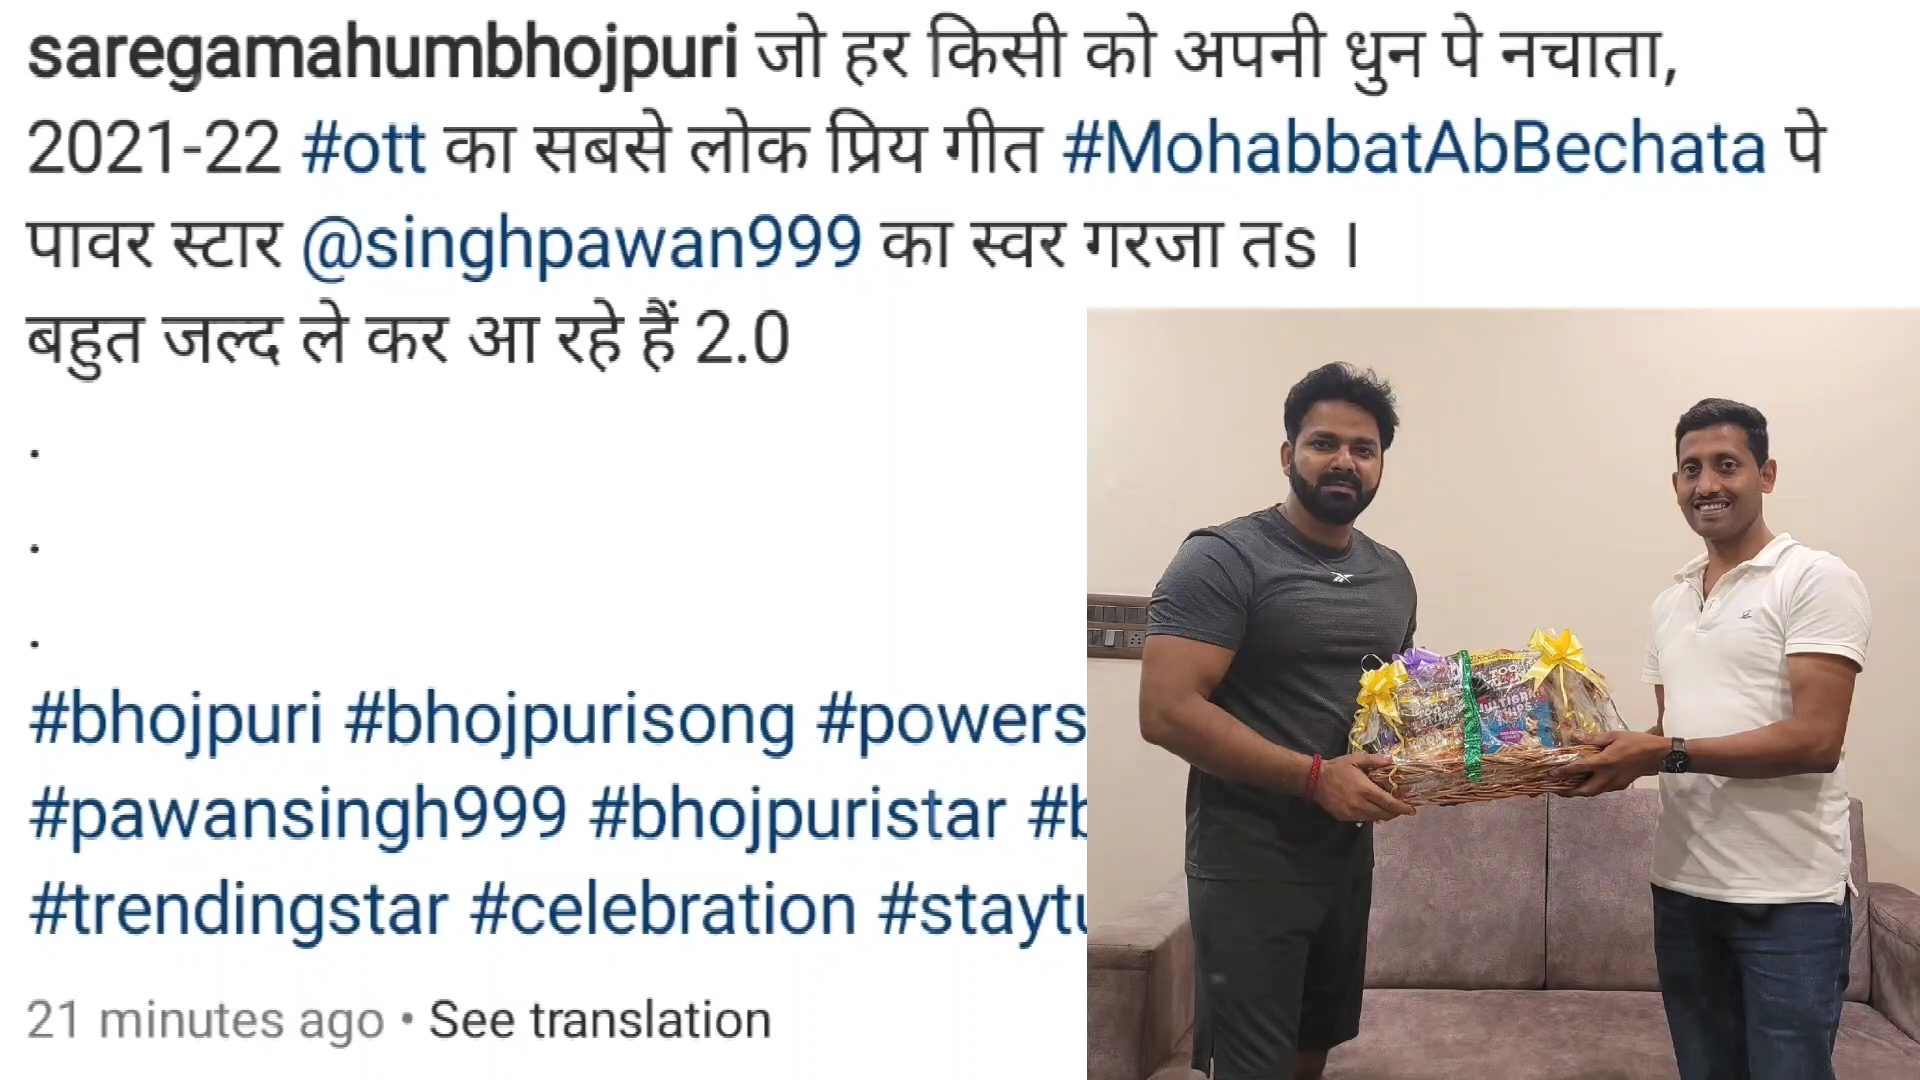 saregamahumbhojpuri जो हर किसी को अपनी धुन पे नचाता,
2021-22 #ott का सबसे लोक प्रिय गीत #MohabbatAbBechata पे
पावर स्टार @singhpawan999 का स्वर गरजा तs ।
बहुत जल्द ले कर आ रहे हैं 2.0
.
.
.
#bhojpuri #bhojpurisong #powers
#pawansingh999 #bhojpuristar #b
#trendingstar #celebration #staytu
21 minutes ago • See translation